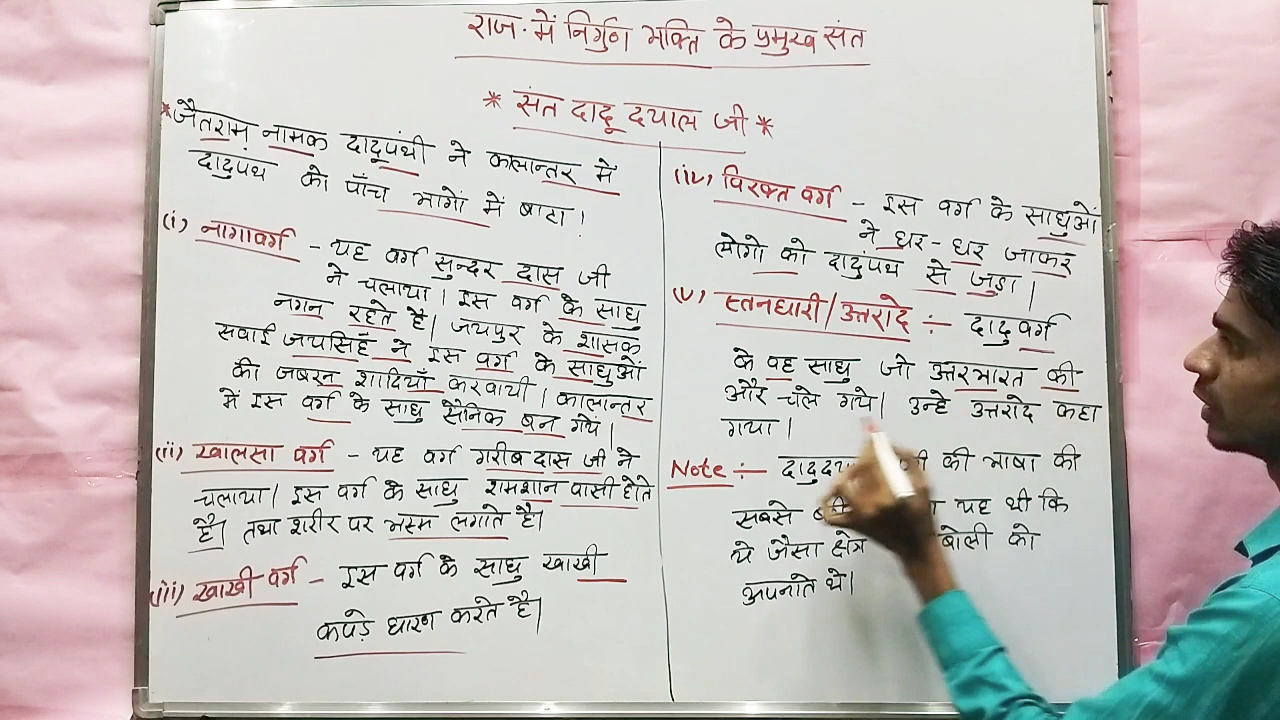 राज. में निर्गुण भक्ति के प्रमुख संत
* संत दादू दयाल जी *
* जैतराम नामक दादूपंथी ने कालान्तर में
दादुपंथ को पाँच भागों में बाटा।
(i) नागावर्ग - यह वर्ग सुन्दर दास जी
ने चलाया। इस वर्ग के साधु
नगन रहते है। जयपुर के शासक
सवाई जयसिहँ ने इस वर्ग के साधुओं
की जबरन शादियाँ करवायी। कालान्तर
में इस वर्ग के साधु सैनिक बन गये।
(ii) खालसा वर्ग - यह वर्ग गरीब दास जी ने
चलाया। इस वर्ग के साधु शमशान वासी होते
है। तथा शरीर पर भस्म लगाते है।
(iii) खाखी वर्ग - इस वर्ग के साधु खाखी
कपड़े धारण करते है।
(iv) विरक्त वर्ग - इस वर्ग के साधुओं
ने घर-घर जाकर
लोगो को दादुपथ से जुडा।
(v) स्तनधारी/उत्तरादे :- दादु वर्ग
के वह साधु जो उत्तरभारत की
और चले गये। उन्हे उत्तरादे कहा
गया।
Note :- की भाषा की
सबसे यह थी कि
ये जैसा क्षेत्र बोली को
अपनाते थे।